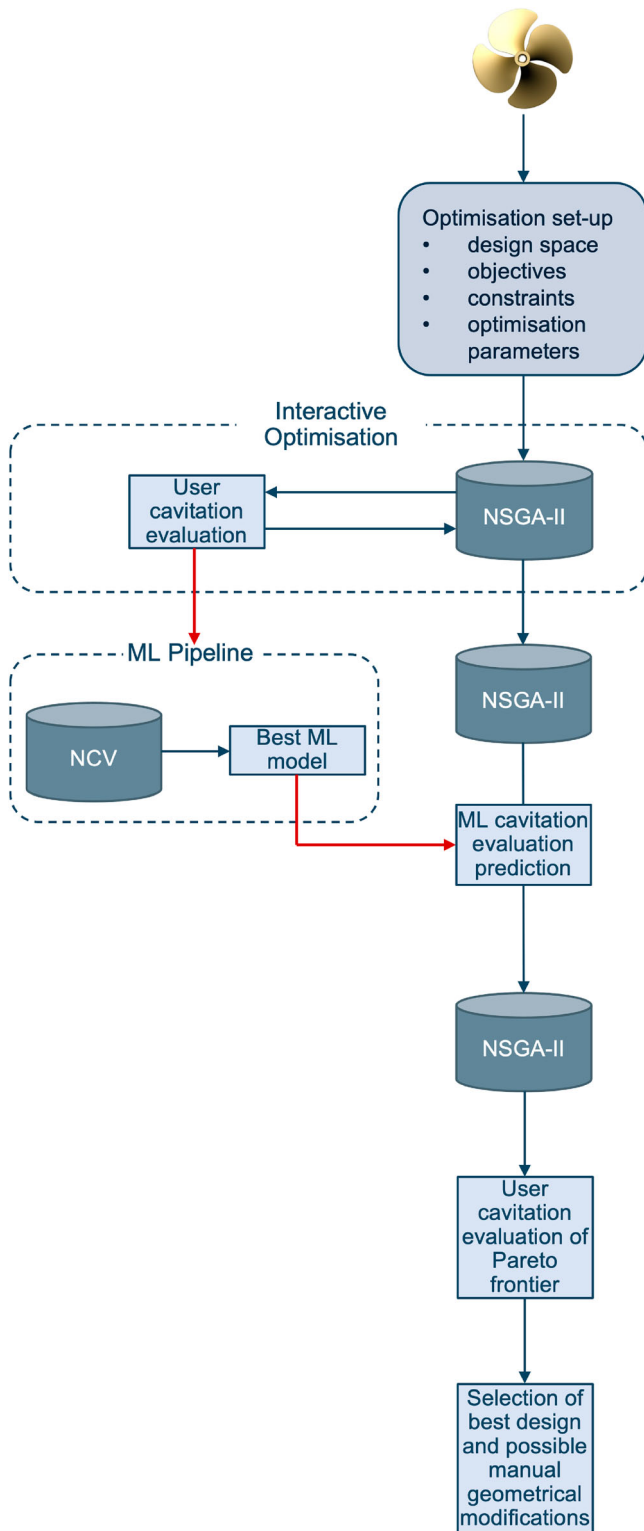 Optimisation set-up
• design space
• objectives
• constraints
• optimisation
parameters
Interactive
Optimisation
User
cavitation
evaluation
NSGA-II
ML Pipeline
NCV
Best ML
model
NSGA-II
ML cavitation
evaluation
prediction
NSGA-II
User
cavitation
evaluation of
Pareto
frontier
Selection of
best design
and possible
manual
geometrical
modifications